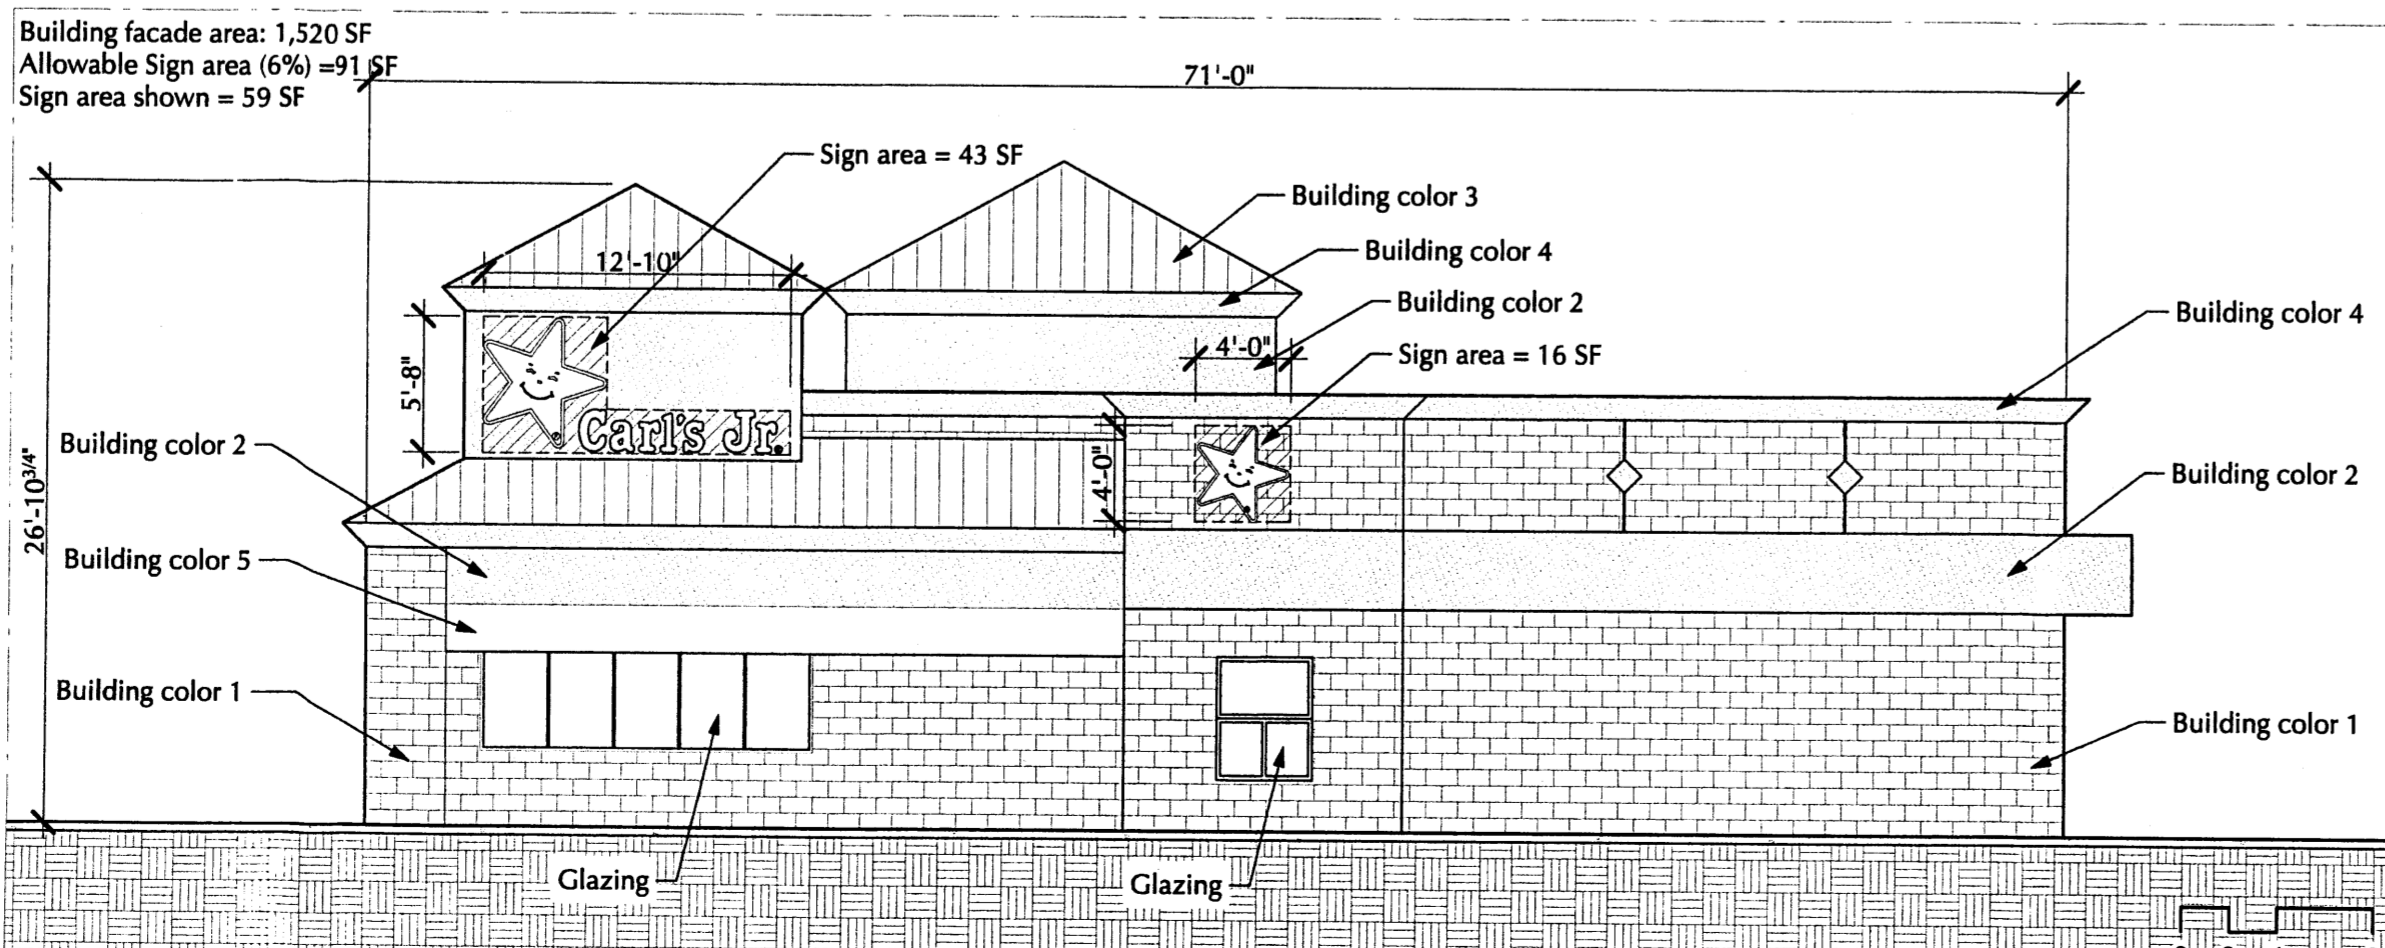 Building facade area: 1,520 SF
Allowable Sign area (6%) =91 SF
Sign area shown = 59 SF
71'-0"
Sign area = 43 SF
Building color 3
12'-10"
Building color 4
Building color 2
Building color 4
4'-0"
Sign area = 16 SF
5'-8"
Carl's Jr.
Building color 2
4'-0"
Building color 2
26'-10 3/4"
Building color 5
Building color 1
Building color 1
Glazing
Glazing